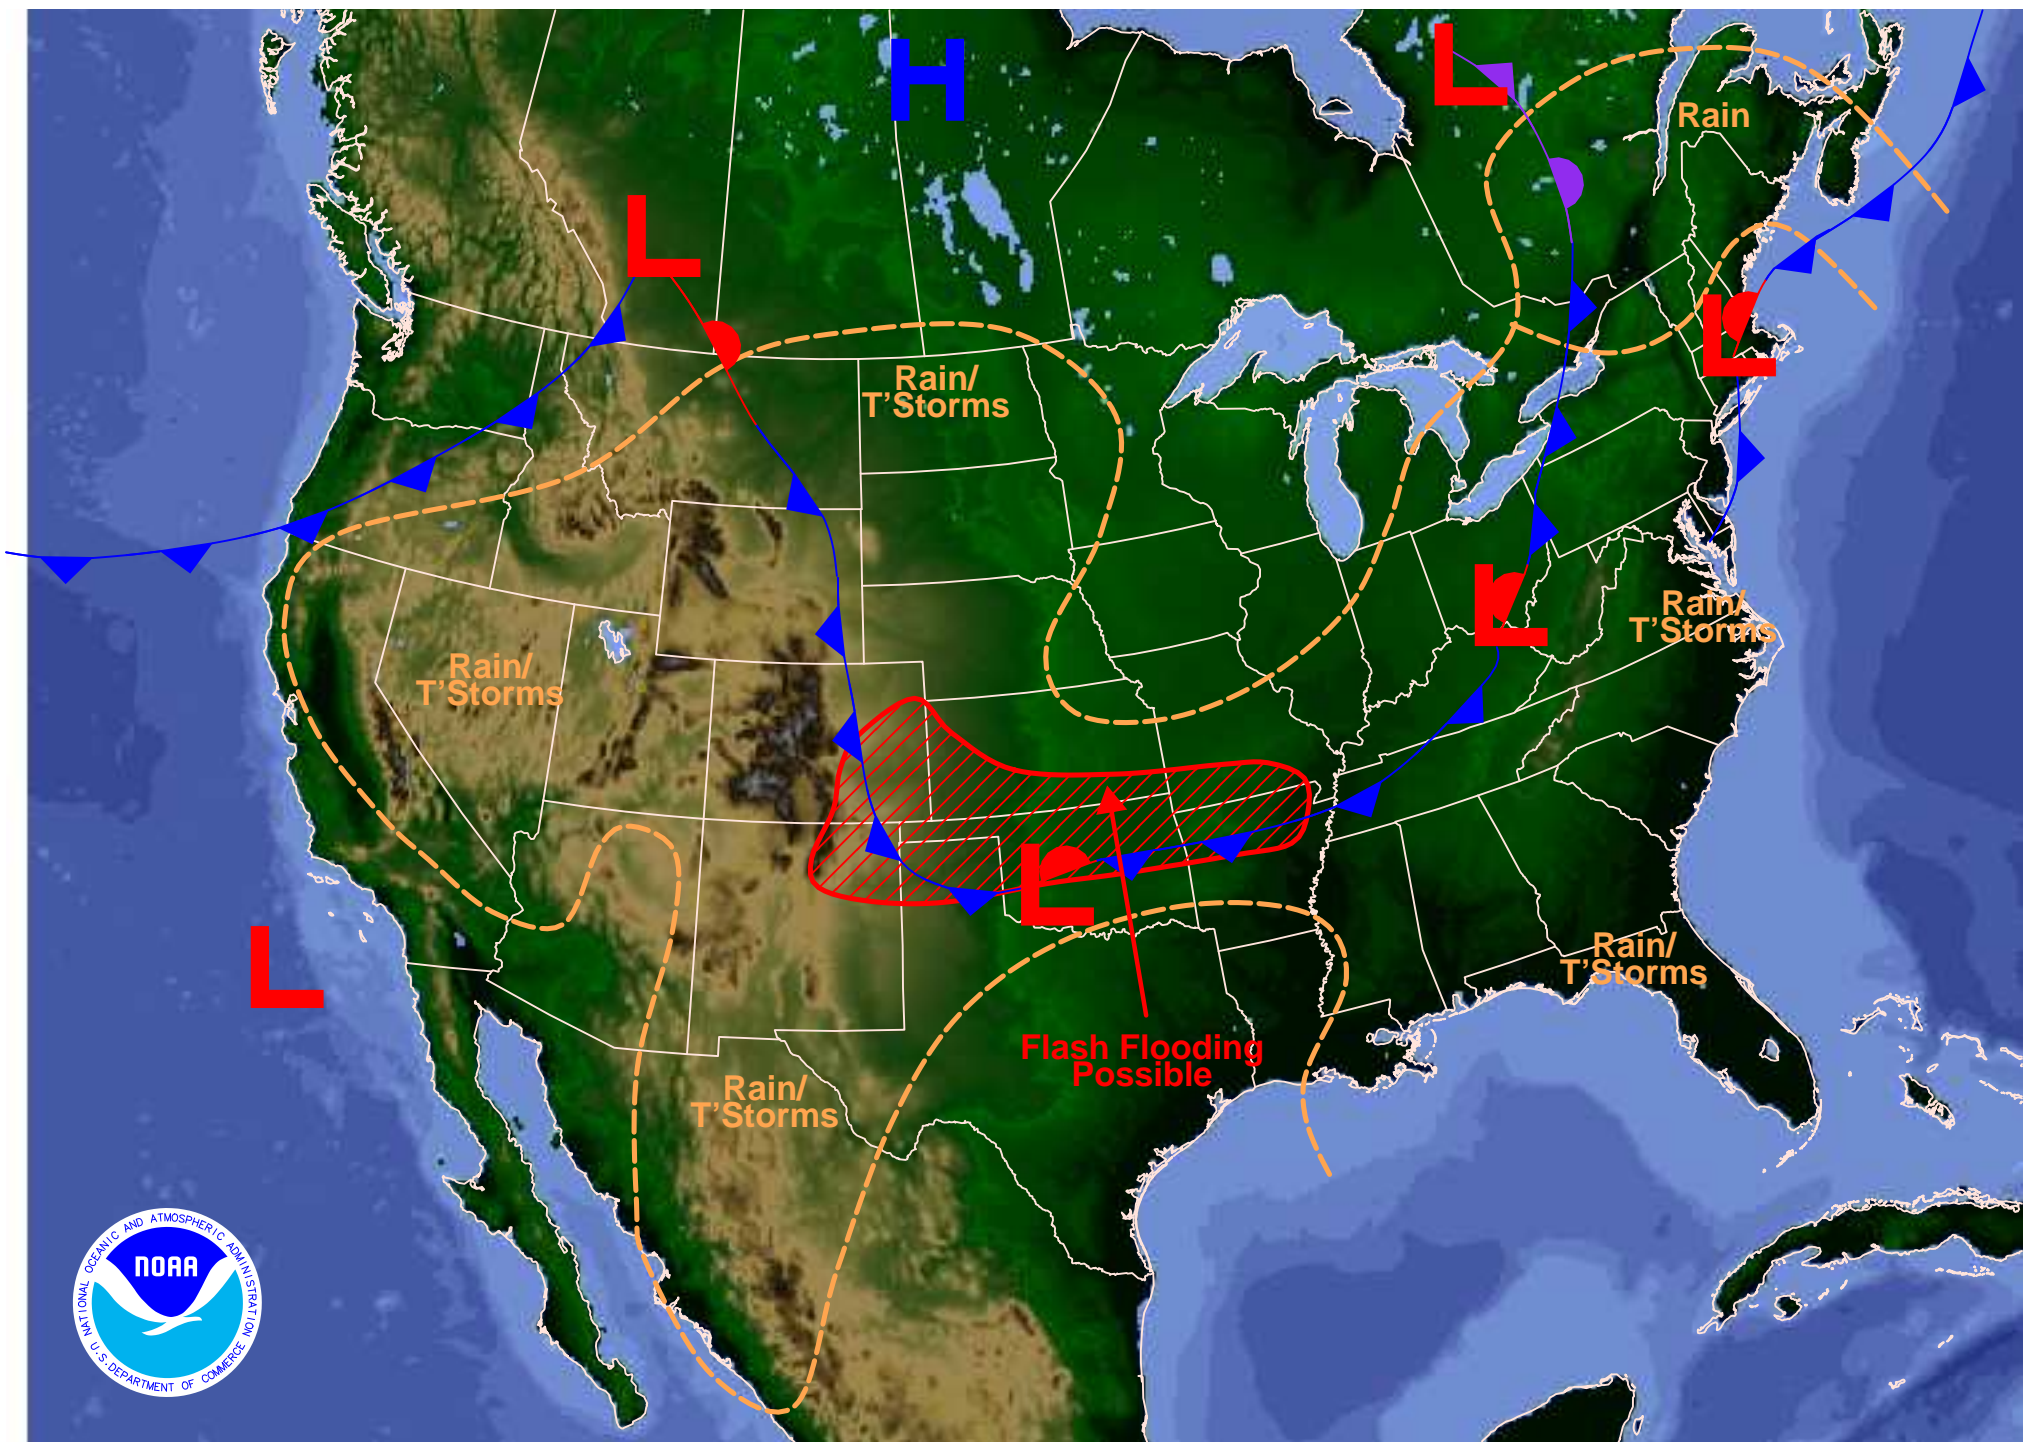 H
L
Rain
L
L
Rain/
T'Storms
L
Rain/
T'Storms
Rain/
T'Storms
L
L
Rain/
T'Storms
Flash Flooding
Possible
Rain/
T'Storms
NATIONAL OCEANIC AND ATMOSPHERIC ADMINISTRATION
NOAA
U.S. DEPARTMENT OF COMMERCE